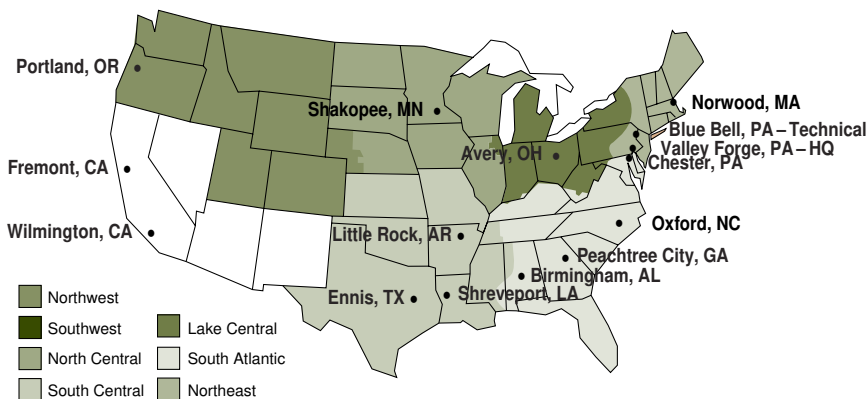 Portland, OR
Shakopee, MN
Norwood, MA
Blue Bell, PA – Technical
Avery, OH
Valley Forge, PA – HQ
Chester, PA
Fremont, CA
Wilmington, CA
Little Rock, AR
Oxford, NC
Peachtree City, GA
Birmingham, AL
Ennis, TX
Shreveport, LA
Northwest
Southwest
Lake Central
North Central
South Atlantic
South Central
Northeast